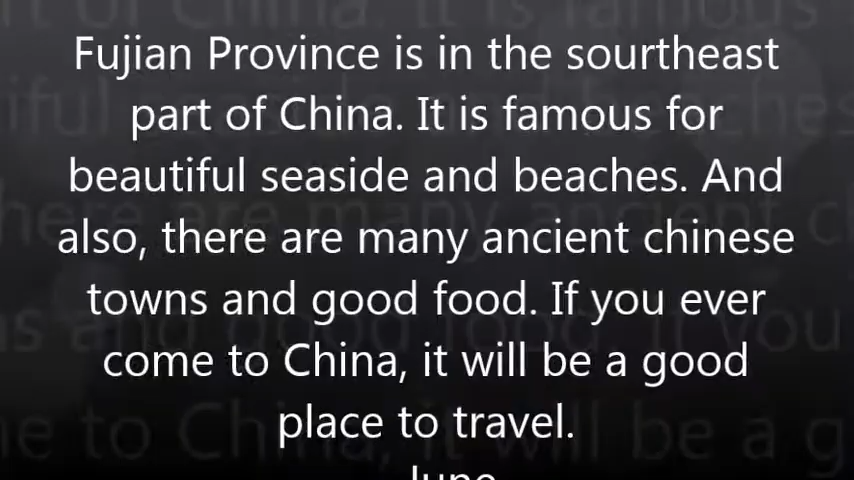 Fujian Province is in the sourtheast
part of China. It is famous for
beautiful seaside and beaches. And
also, there are many ancient chinese
towns and good food. If you ever
come to China, it will be a good
place to travel.
June